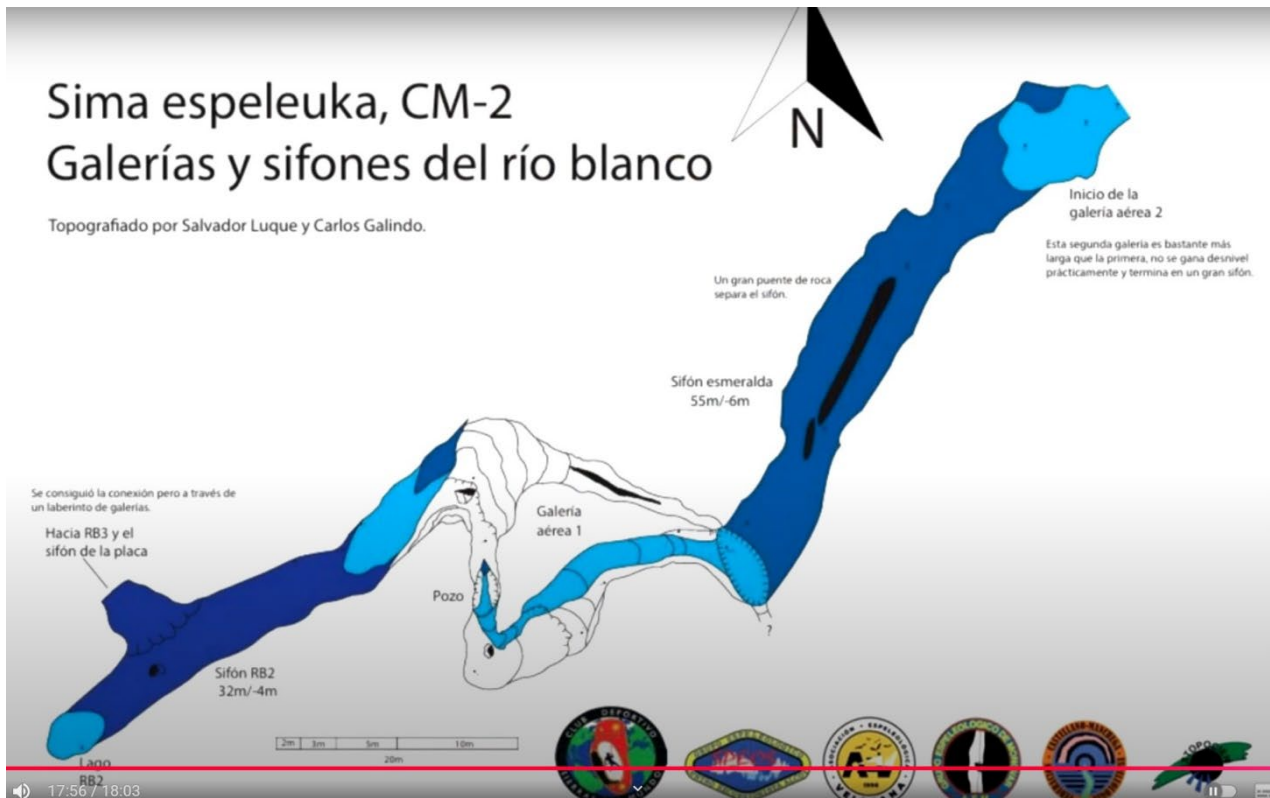 Sima espeleuka, CM-2
Galerías y sifones del río blanco
Topografiado por Salvador Luque y Carlos Galindo.
N
Inicio de la
galería aérea 2
Esta segunda galeria es bastante más
larga que la primera, no se gana desnivel
prácticamente y termina en un gran sifón.
Un gran puente de roca
separa el sifón.
Sifón esmeralda
55m/-6m
Se consiguió la conexión pero a través de
un laberinto de galerías.
Hacia RB3 y el
sifón de la placa
Galería
aérea 1
Pozo
?
Sifón RB2
32m/-4m
2m 3m 5m 10m
20m
Lago
RB2
CLUB DEPORTIVO
17:56 / 18:03